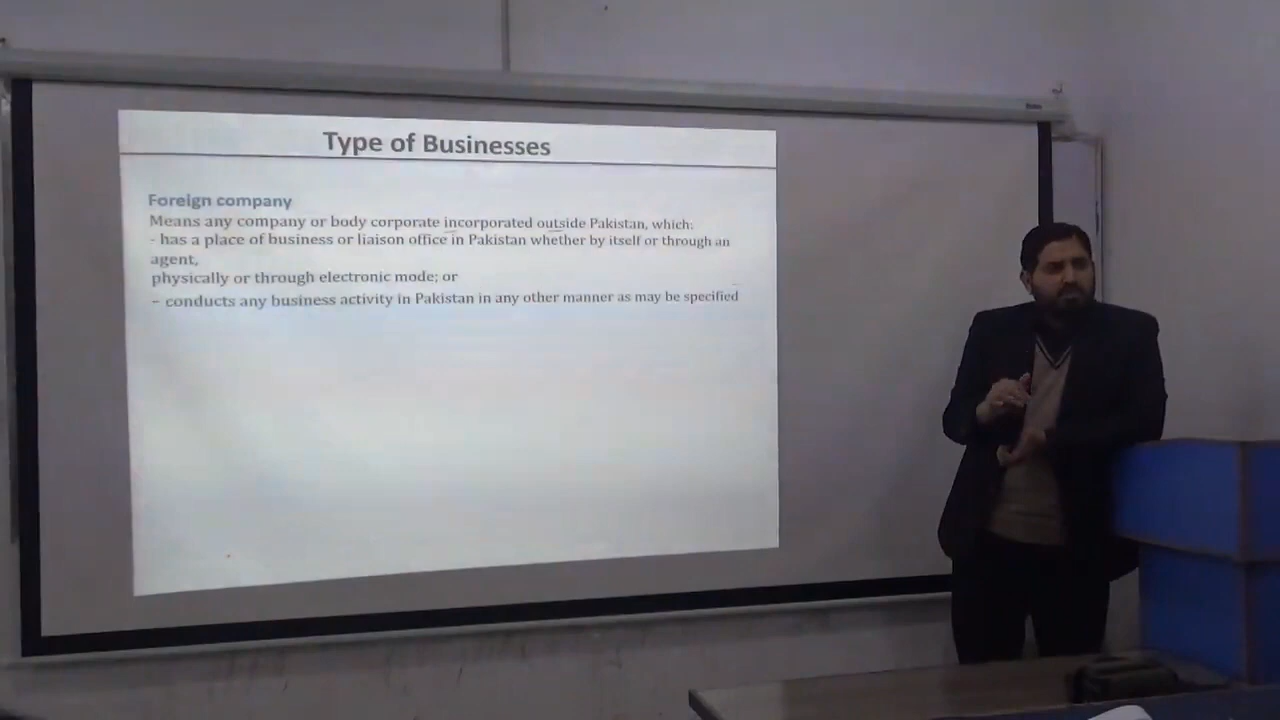 Type of Businesses
Foreign company
Means any company or body corporate incorporated outside Pakistan, which:
- has a place of business or liaison office in Pakistan whether by itself or through an
agent,
physically or through electronic mode; or
– conducts any business activity in Pakistan in any other manner as may be specified